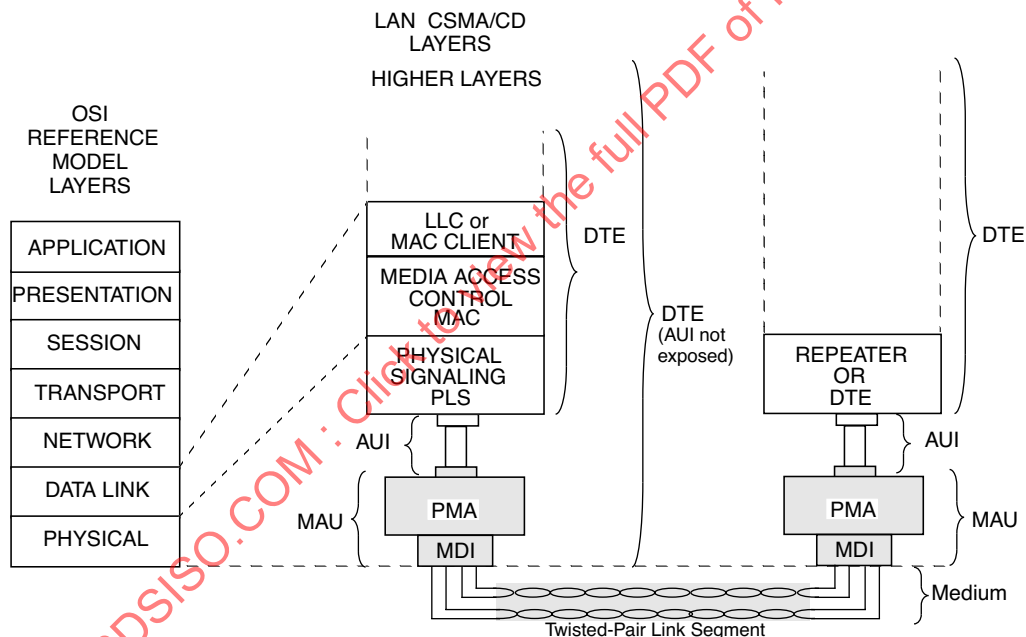 LAN CSMA/CD
LAYERS
HIGHER LAYERS
OSI
REFERENCE
MODEL
LAYERS
APPLICATION
PRESENTATION
SESSION
TRANSPORT
NETWORK
DATA LINK
PHYSICAL
LLC or
MAC CLIENT
MEDIA ACCESS
CONTROL
MAC
PHYSICAL
SIGNALING
PLS
AUI
MAU
PMA
MDI
DTE
DTE
(AUI not
exposed)
REPEATER
OR
DTE
DTE
AUI
PMA
MDI
MAU
Medium
Twisted-Pair Link Segment
DSISO.COM : Click to view the full PDF of